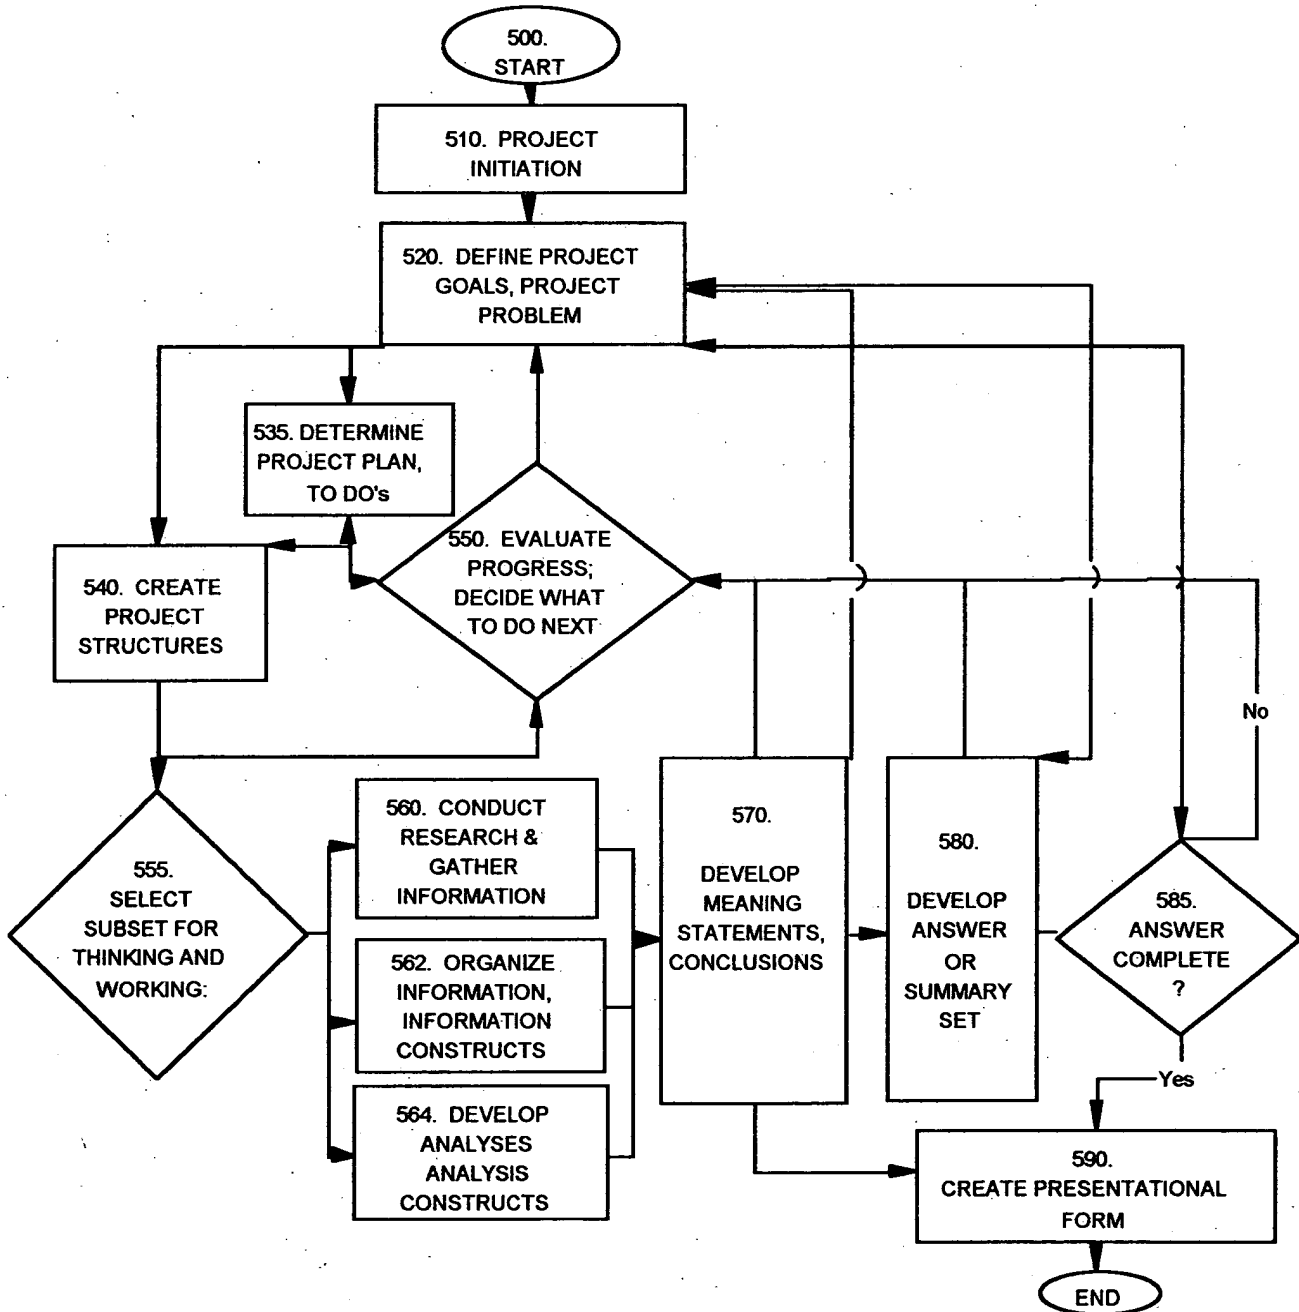 500.
START
510. PROJECT
INITIATION
520. DEFINE PROJECT
GOALS, PROJECT
PROBLEM
535. DETERMINE
PROJECT PLAN,
TO DO's
550. EVALUATE
PROGRESS;
DECIDE WHAT
TO DO NEXT
540. CREATE
PROJECT
STRUCTURES
No
555.
SELECT
SUBSET FOR
THINKING AND
WORKING:
560. CONDUCT
RESEARCH &
GATHER
INFORMATION
562. ORGANIZE
INFORMATION,
INFORMATION
CONSTRUCTS
564. DEVELOP
ANALYSES
ANALYSIS
CONSTRUCTS
570.
DEVELOP
MEANING
STATEMENTS,
CONCLUSIONS
580.
DEVELOP
ANSWER
OR
SUMMARY
SET
585.
ANSWER
COMPLETE
?
Yes
590.
CREATE PRESENTATIONAL
FORM
END